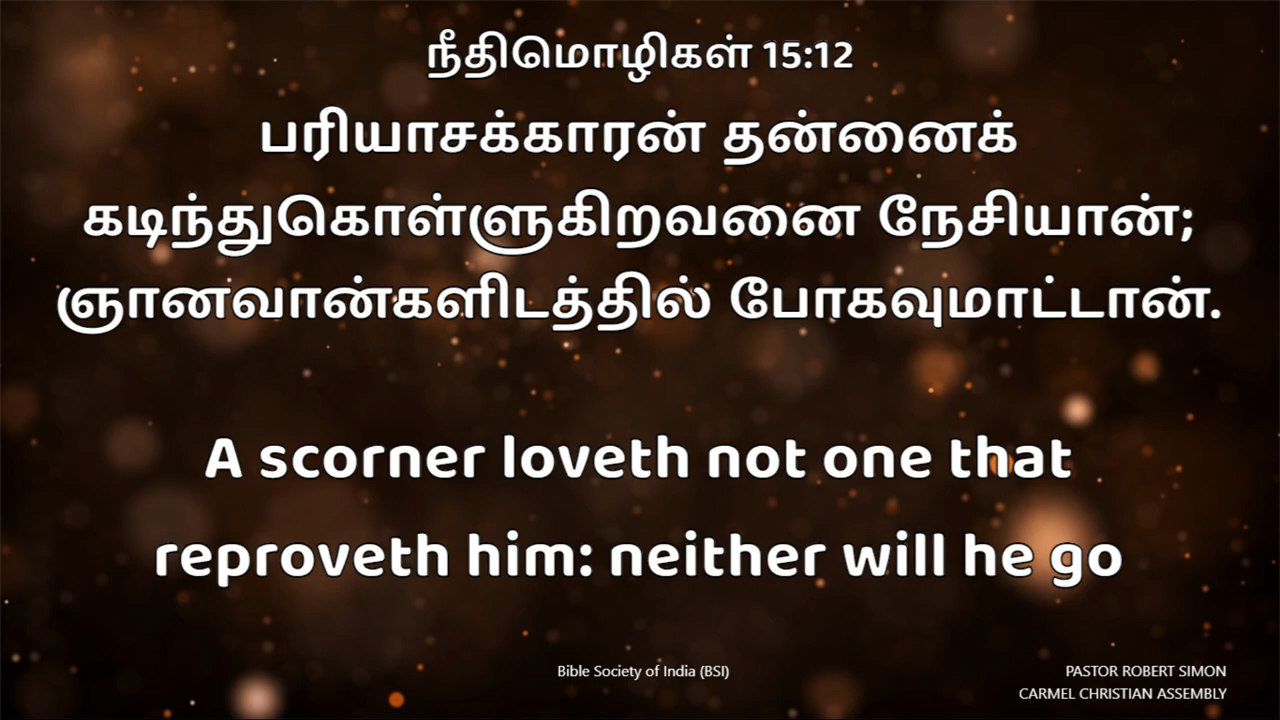 நீதிமொழிகள் 15:12
பரியாசக்காரன் தன்னைக்
கடிந்துகொள்ளுகிறவனை நேசியான்;
ஞானவான்களிடத்தில் போகவுமாட்டான்.
A scorner loveth not one that
reproveth him: neither will he go
Bible Society of India (BSI)
PASTOR ROBERT SIMON
CARMEL CHRISTIAN ASSEMBLY